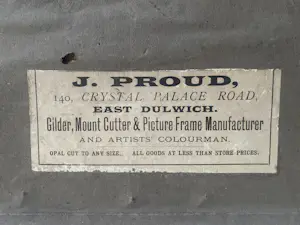 J. PROUD,
140, CRYSTAL PALACE ROAD,
EAST DULWICH.
Gilder, Mount Cutter & Picture Frame Manufacturer
AND ARTISTS' COLOURMAN.
OPAL CUT TO ANY SIZE. ALL GOODS AT LESS THAN STORE PRICES.